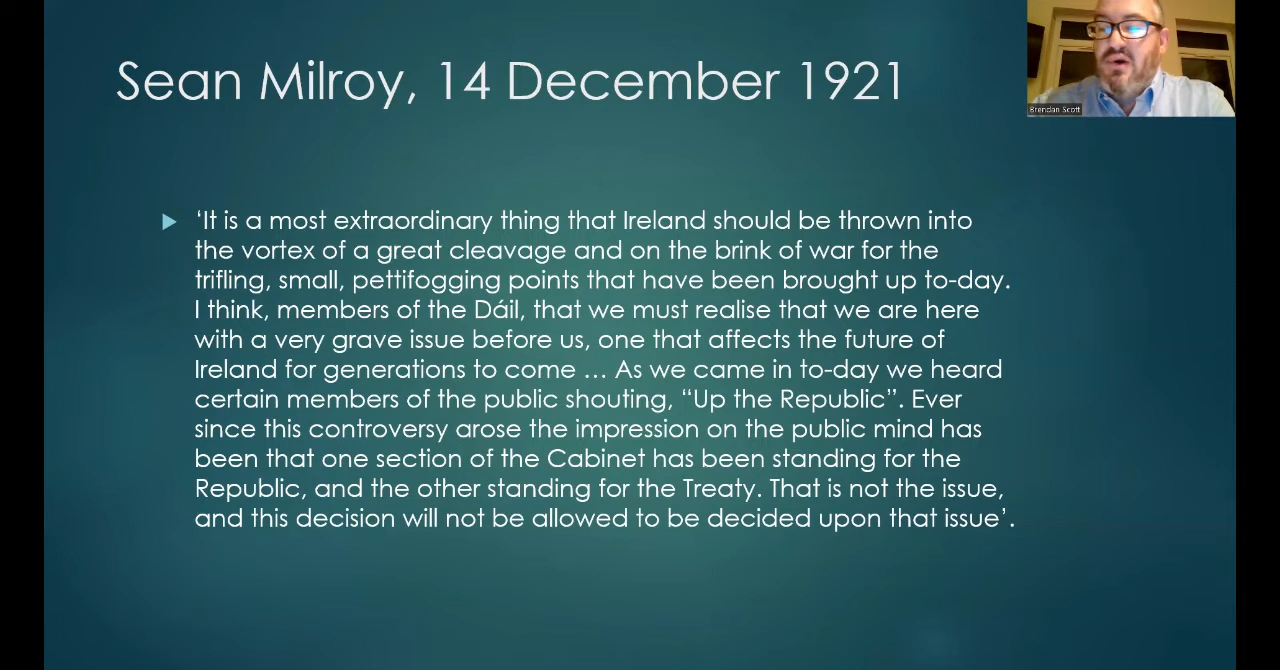 Sean Milroy, 14 December 1921
Brendan Scott
‘It is a most extraordinary thing that Ireland should be thrown into
the vortex of a great cleavage and on the brink of war for the
trifling, small, pettifogging points that have been brought up to-day.
I think, members of the Dáil, that we must realise that we are here
with a very grave issue before us, one that affects the future of
Ireland for generations to come … As we came in to-day we heard
certain members of the public shouting, “Up the Republic”. Ever
since this controversy arose the impression on the public mind has
been that one section of the Cabinet has been standing for the
Republic, and the other standing for the Treaty. That is not the issue,
and this decision will not be allowed to be decided upon that issue’.